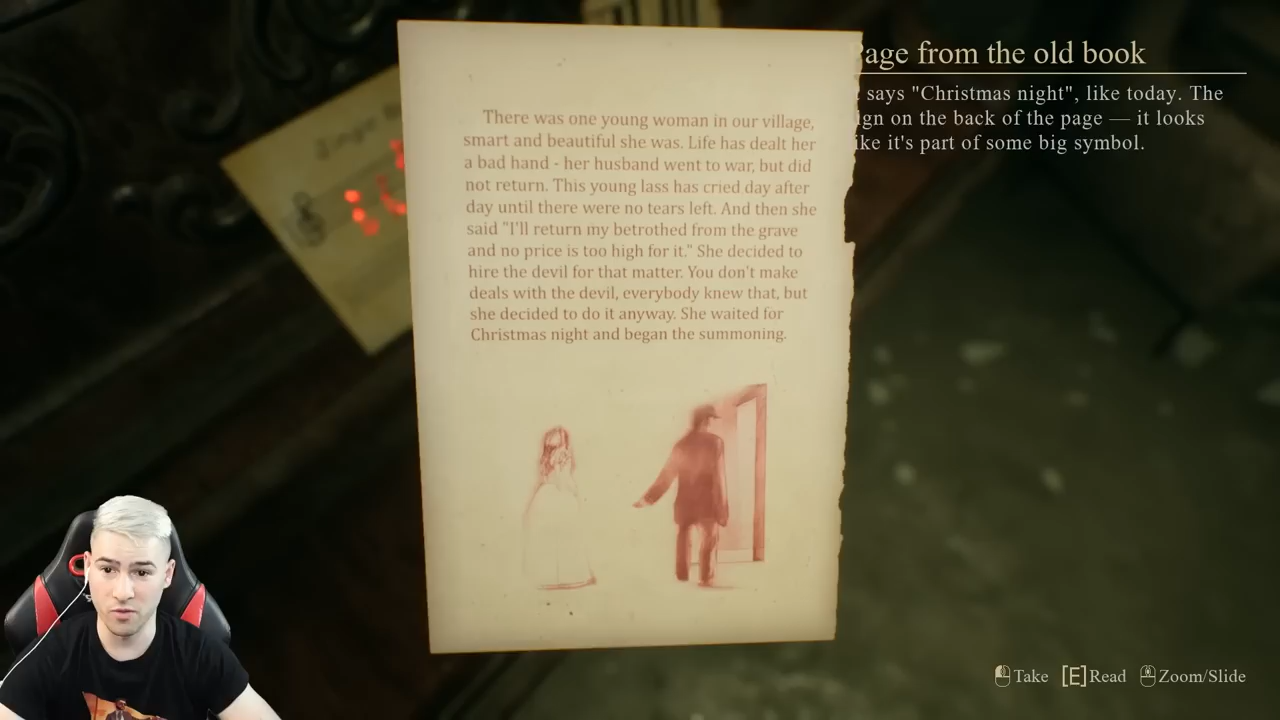 There was one young woman in our village,
smart and beautiful she was. Life has dealt her
a bad hand - her husband went to war, but did
not return. This young lass has cried day after
day until there were no tears left. And then she
said "I'll return my betrothed from the grave
and no price is too high for it." She decided to
hire the devil for that matter. You don't make
deals with the devil, everybody knew that, but
she decided to do it anyway. She waited for
Christmas night and began the summoning.
Page from the old book
says "Christmas night", like today. The
ign on the back of the page — it looks
ike it's part of some big symbol.
Take [E] Read Zoom/Slide